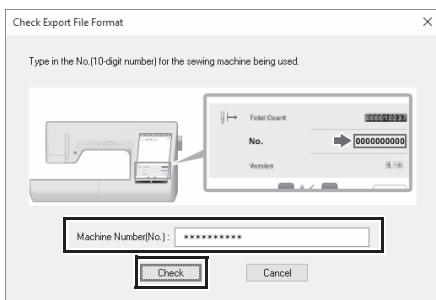 Check Export File Format
Type in the No.(10-digit number) for the sewing machine being used.
Total Count
No. 0000000000
Version
Machine Number(No.) : **********
Check Cancel